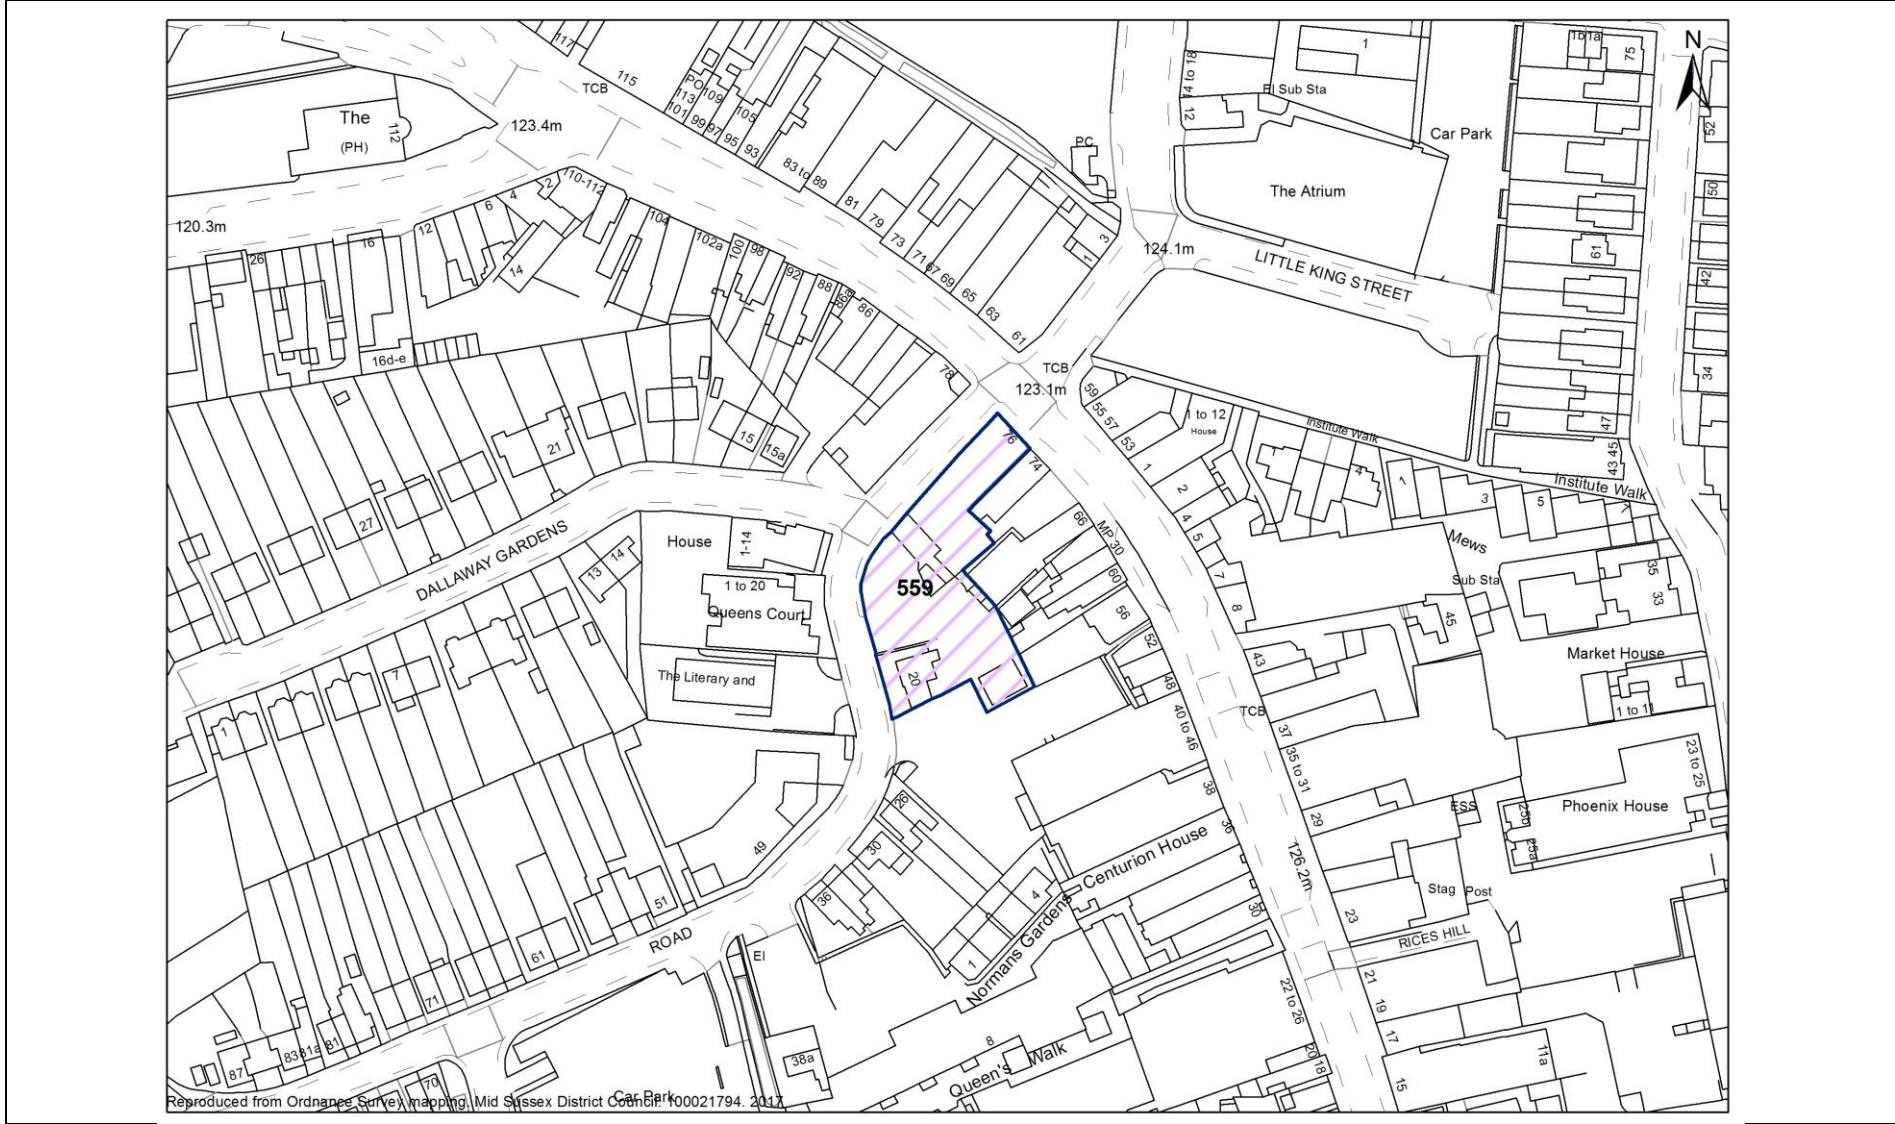 117
115
TCB
PO
109
113
101
99
97
105
95
93
83 to 89
81
79
73
71
67
69
65
63
61
PC
3
1
14 to 18
12
El Sub Sta
1
Car Park
1b
1a
75
N
52
The
(PH)
112
123.4m
120.3m
The Atrium
124.1m
LITTLE KING STREET
50
61
42
34
47
43 45
110-112
2
4
6
12
14
16
26
104
102a
100
98
92
88
86a
86
78
16d-e
TCB
123.1m
59
55
57
53
1
1 to 12
House
Institute Walk
Institute Walk
4
1
3
5
2
4
5
7
8
Mews
Sub Sta
15
15a
21
27
DALLAWAY GARDENS
House
1-14
1 to 20
Queens Court
13
14
The Literary and
76
74
66
MP 30
60
56
52
48
559
20
35
33
45
43
Market House
1 to 11
7
1
TCB
40 to 46
37
35 to 31
38
36
29
23 to 25
Phoenix House
ESS
25b
25a
126.2m
Centurion House
Stag
Post
26
30
36
49
51
61
ROAD
El
4
1
Normans Gardens
30
23
RICES HILL
21
19
17
22 to 26
20
18
15
11a
71
81
81a
83
87
70
38a
8
Queen's Walk
Car Park
Reproduced from Ordnance Survey mapping. Mid Sussex District Council. 100021794. 2017